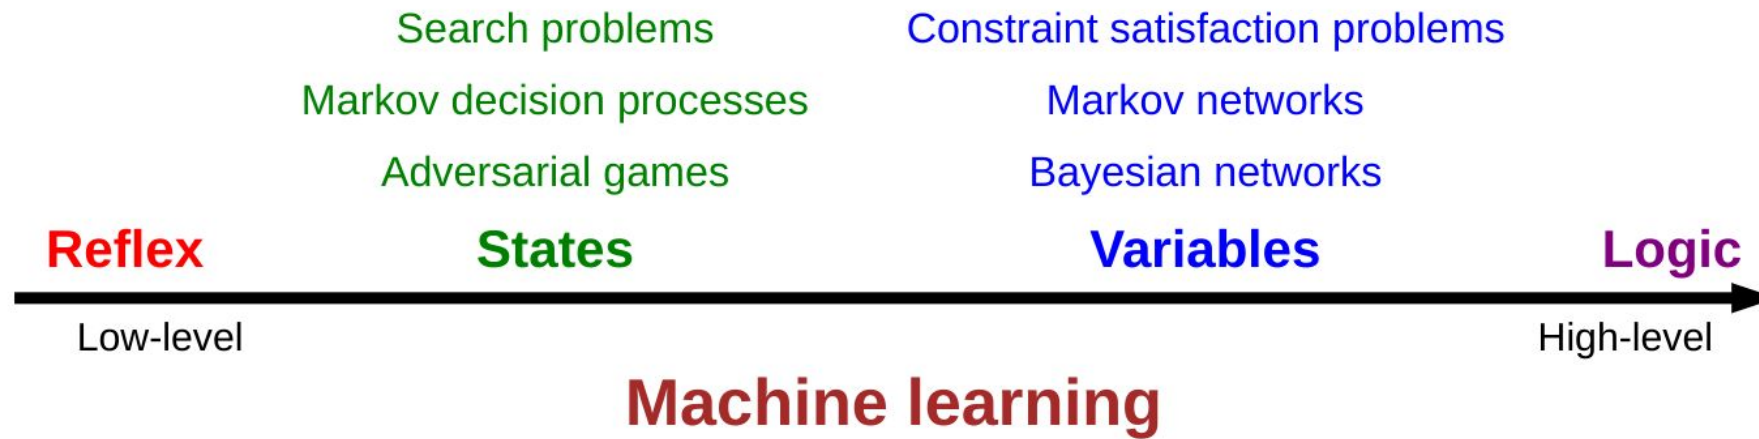 Search problems
Constraint satisfaction problems
Markov decision processes
Markov networks
Adversarial games
Bayesian networks
Reflex
States
Variables
Logic
Low-level
High-level
Machine learning